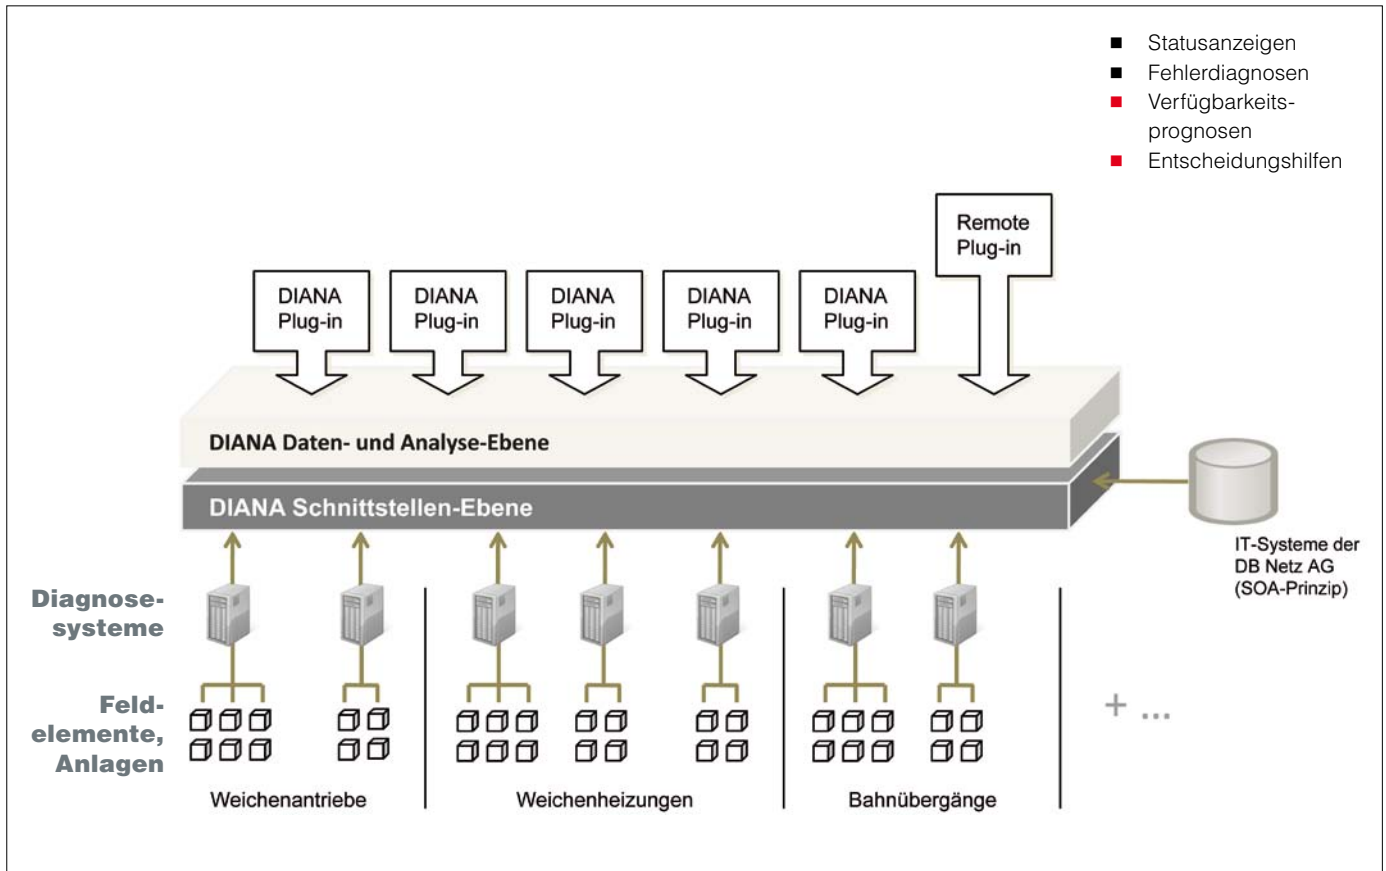 Statusanzeigen
Fehlerdiagnosen
Verfügbarkeits-
prognosen
Entscheidungshilfen
Remote
Plug-in
DIANA
Plug-in
DIANA
Plug-in
DIANA
Plug-in
DIANA
Plug-in
DIANA
Plug-in
DIANA Daten- und Analyse-Ebene
DIANA Schnittstellen-Ebene
IT-Systeme der
DB Netz AG
(SOA-Prinzip)
Diagnose-
systeme
Feld-
elemente,
Anlagen
+ ...
Weichenantriebe
Weichenheizungen
Bahnübergänge